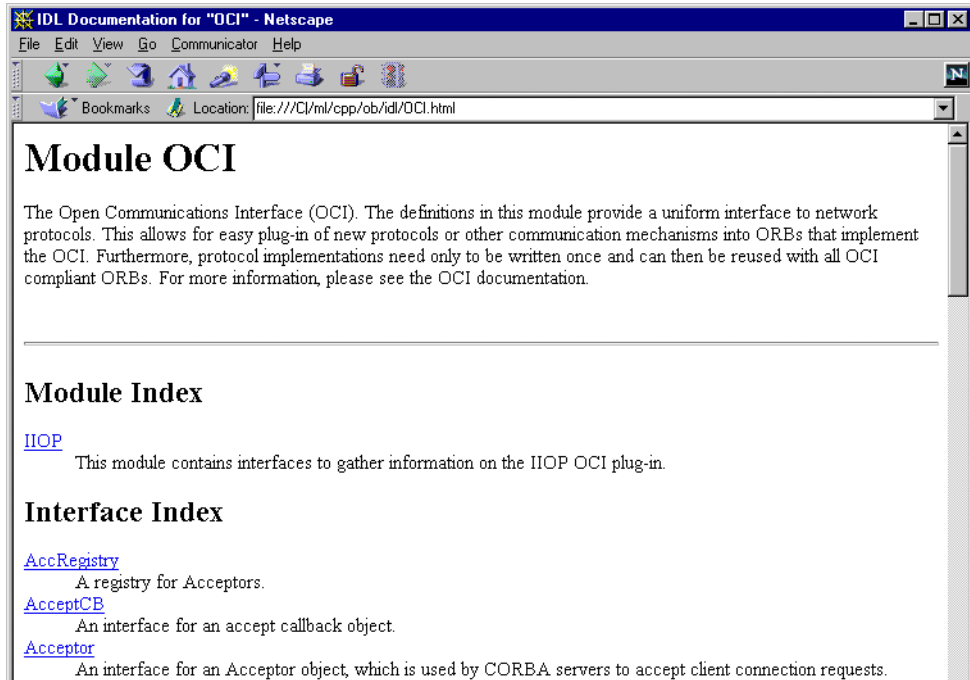 IDL Documentation for "OCI" - Netscape
File Edit View Go Communicator Help
N
Bookmarks Location: file:///C|/ml/cpp/ob/idl/OCI.html
Module OCI
The Open Communications Interface (OCI). The definitions in this module provide a uniform interface to network
protocols. This allows for easy plug-in of new protocols or other communication mechanisms into ORBs that implement
the OCI. Furthermore, protocol implementations need only to be written once and can then be reused with all OCI
compliant ORBs. For more information, please see the OCI documentation.
Module Index
IIOP
This module contains interfaces to gather information on the IIOP OCI plug-in.
Interface Index
AccRegistry
A registry for Acceptors.
AcceptCB
An interface for an accept callback object.
Acceptor
An interface for an Acceptor object, which is used by CORBA servers to accept client connection requests.